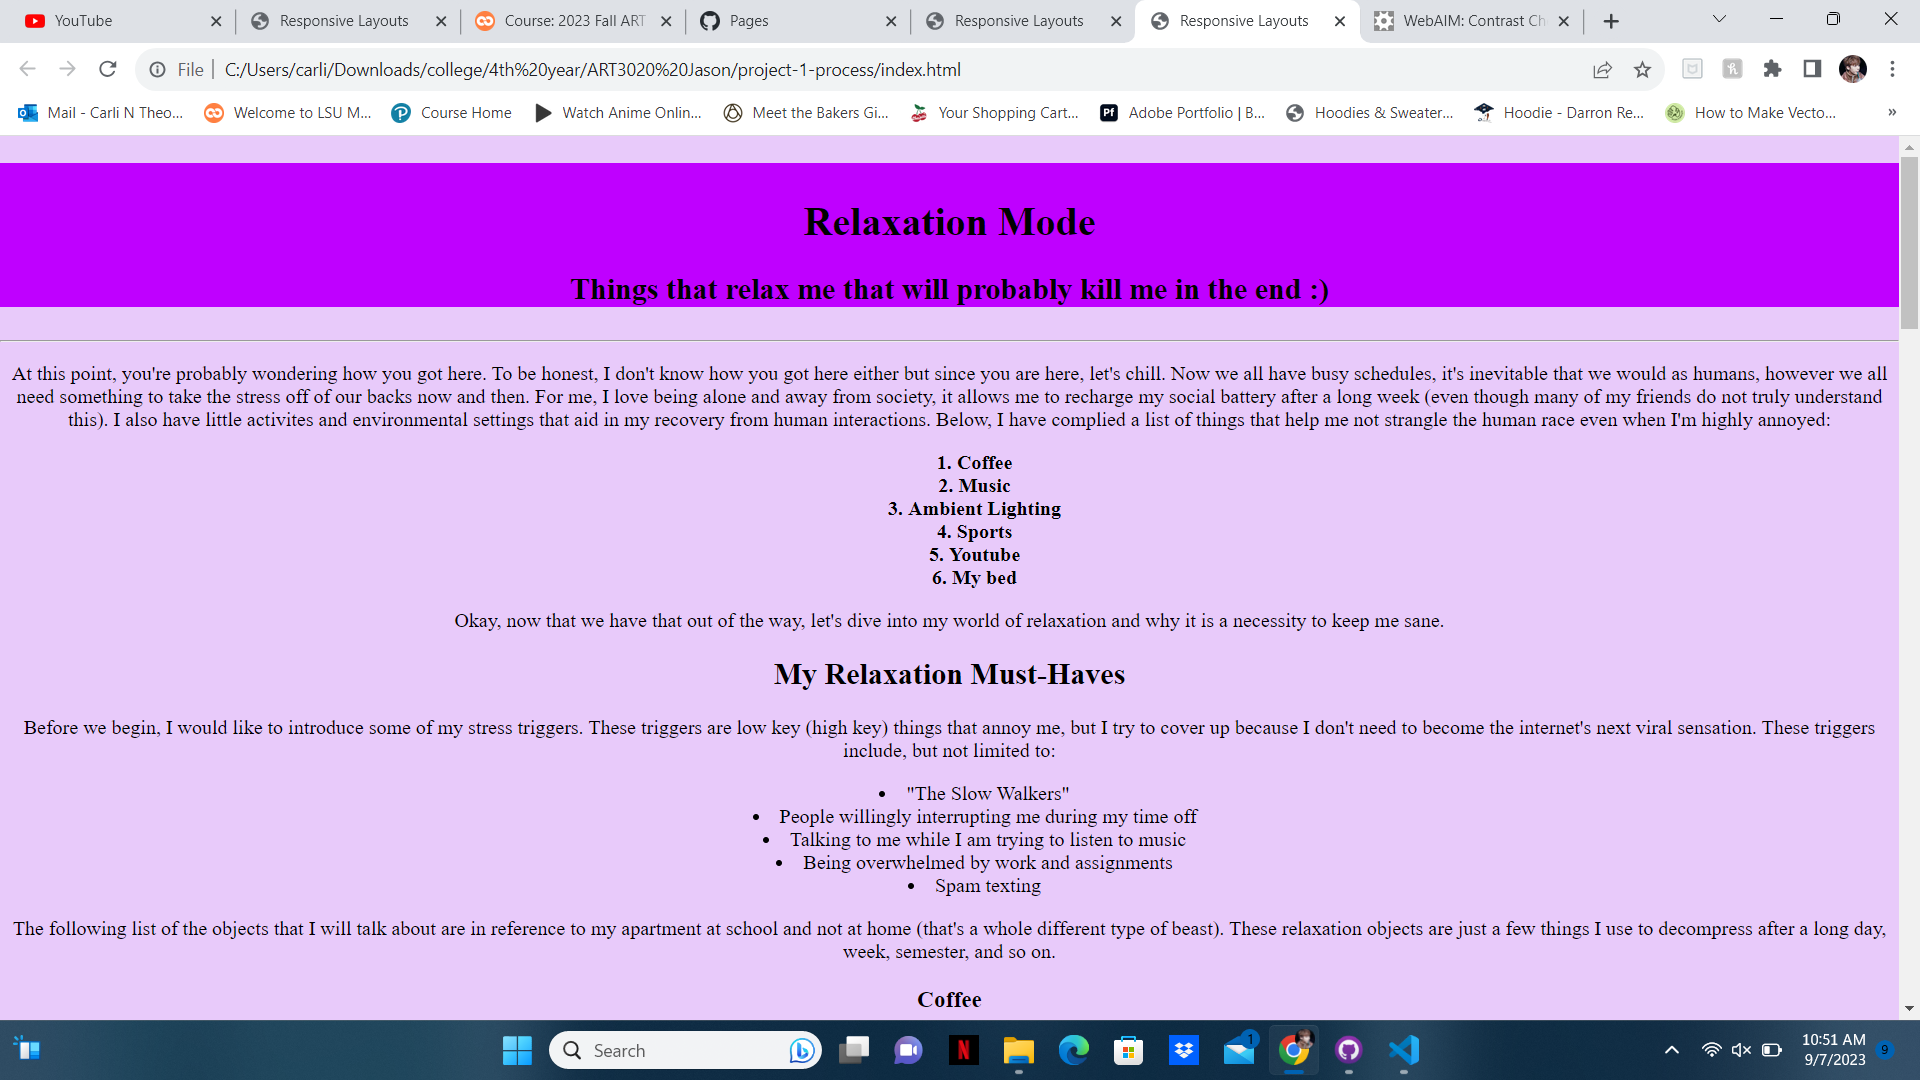 YouTube
Responsive Layouts
Course: 2023 Fall ART
Pages
Responsive Layouts
Responsive Layouts
WebAIM: Contrast Ch
File | C:/Users/carli/Downloads/college/4th%20year/ART3020%20Jason/project-1-process/index.html
Mail - Carli N Theo...
Welcome to LSU M...
Course Home
Watch Anime Onlin...
Meet the Bakers Gi...
Your Shopping Cart...
Pf
Adobe Portfolio | B...
Hoodies & Sweater...
Hoodie - Darron Re...
How to Make Vecto...
»
Relaxation Mode
Things that relax me that will probably kill me in the end :)
At this point, you're probably wondering how you got here. To be honest, I don't know how you got here either but since you are here, let's chill. Now we all have busy schedules, it's inevitable that we would as humans, however we all
need something to take the stress off of our backs now and then. For me, I love being alone and away from society, it allows me to recharge my social battery after a long week (even though many of my friends do not truly understand
this). I also have little activites and environmental settings that aid in my recovery from human interactions. Below, I have complied a list of things that help me not strangle the human race even when I'm highly annoyed:
1. Coffee
2. Music
3. Ambient Lighting
4. Sports
5. Youtube
6. My bed
Okay, now that we have that out of the way, let's dive into my world of relaxation and why it is a necessity to keep me sane.
My Relaxation Must-Haves
Before we begin, I would like to introduce some of my stress triggers. These triggers are low key (high key) things that annoy me, but I try to cover up because I don't need to become the internet's next viral sensation. These triggers
include, but not limited to:
• "The Slow Walkers"
• People willingly interrupting me during my time off
• Talking to me while I am trying to listen to music
• Being overwhelmed by work and assignments
• Spam texting
The following list of the objects that I will talk about are in reference to my apartment at school and not at home (that's a whole different type of beast). These relaxation objects are just a few things I use to decompress after a long day,
week, semester, and so on.
Coffee
Search
N
1
10:51 AM
9/7/2023
9